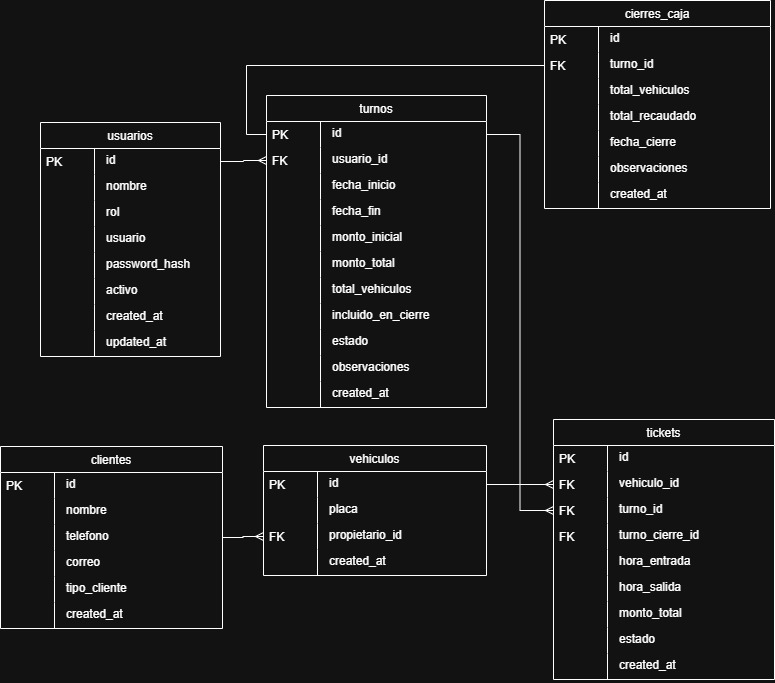 cierres_caja
PK id
FK turno_id
total_vehiculos
total_recaudado
fecha_cierre
observaciones
created_at
turnos
PK id
FK usuario_id
fecha_inicio
fecha_fin
monto_inicial
monto_total
total_vehiculos
incluido_en_cierre
estado
observaciones
created_at
usuarios
PK id
nombre
rol
usuario
password_hash
activo
created_at
updated_at
clientes
PK id
nombre
telefono
correo
tipo_cliente
created_at
vehiculos
PK id
placa
FK propietario_id
created_at
tickets
PK id
FK vehiculo_id
FK turno_id
FK turno_cierre_id
hora_entrada
hora_salida
monto_total
estado
created_at